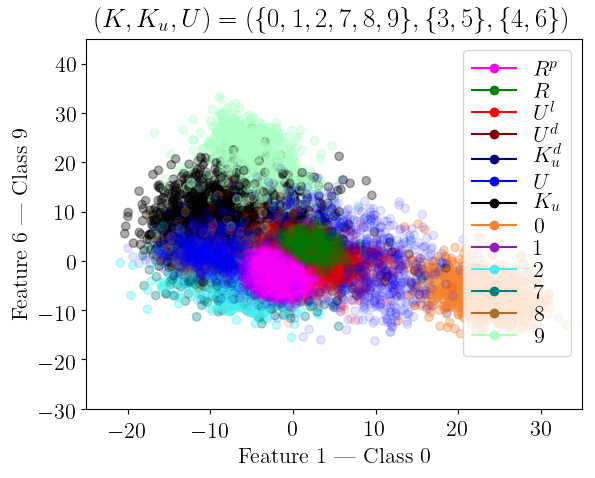 (K, K_u, U) = ({0, 1, 2, 7, 8, 9}, {3, 5}, {4, 6})
40
30
20
10
0
−10
−20
−30
Feature 6 — Class 9
R^p
R
U^l
U^d
K_u^d
U
K_u
0
1
2
7
8
9
−20
−10
0
10
20
30
Feature 1 — Class 0